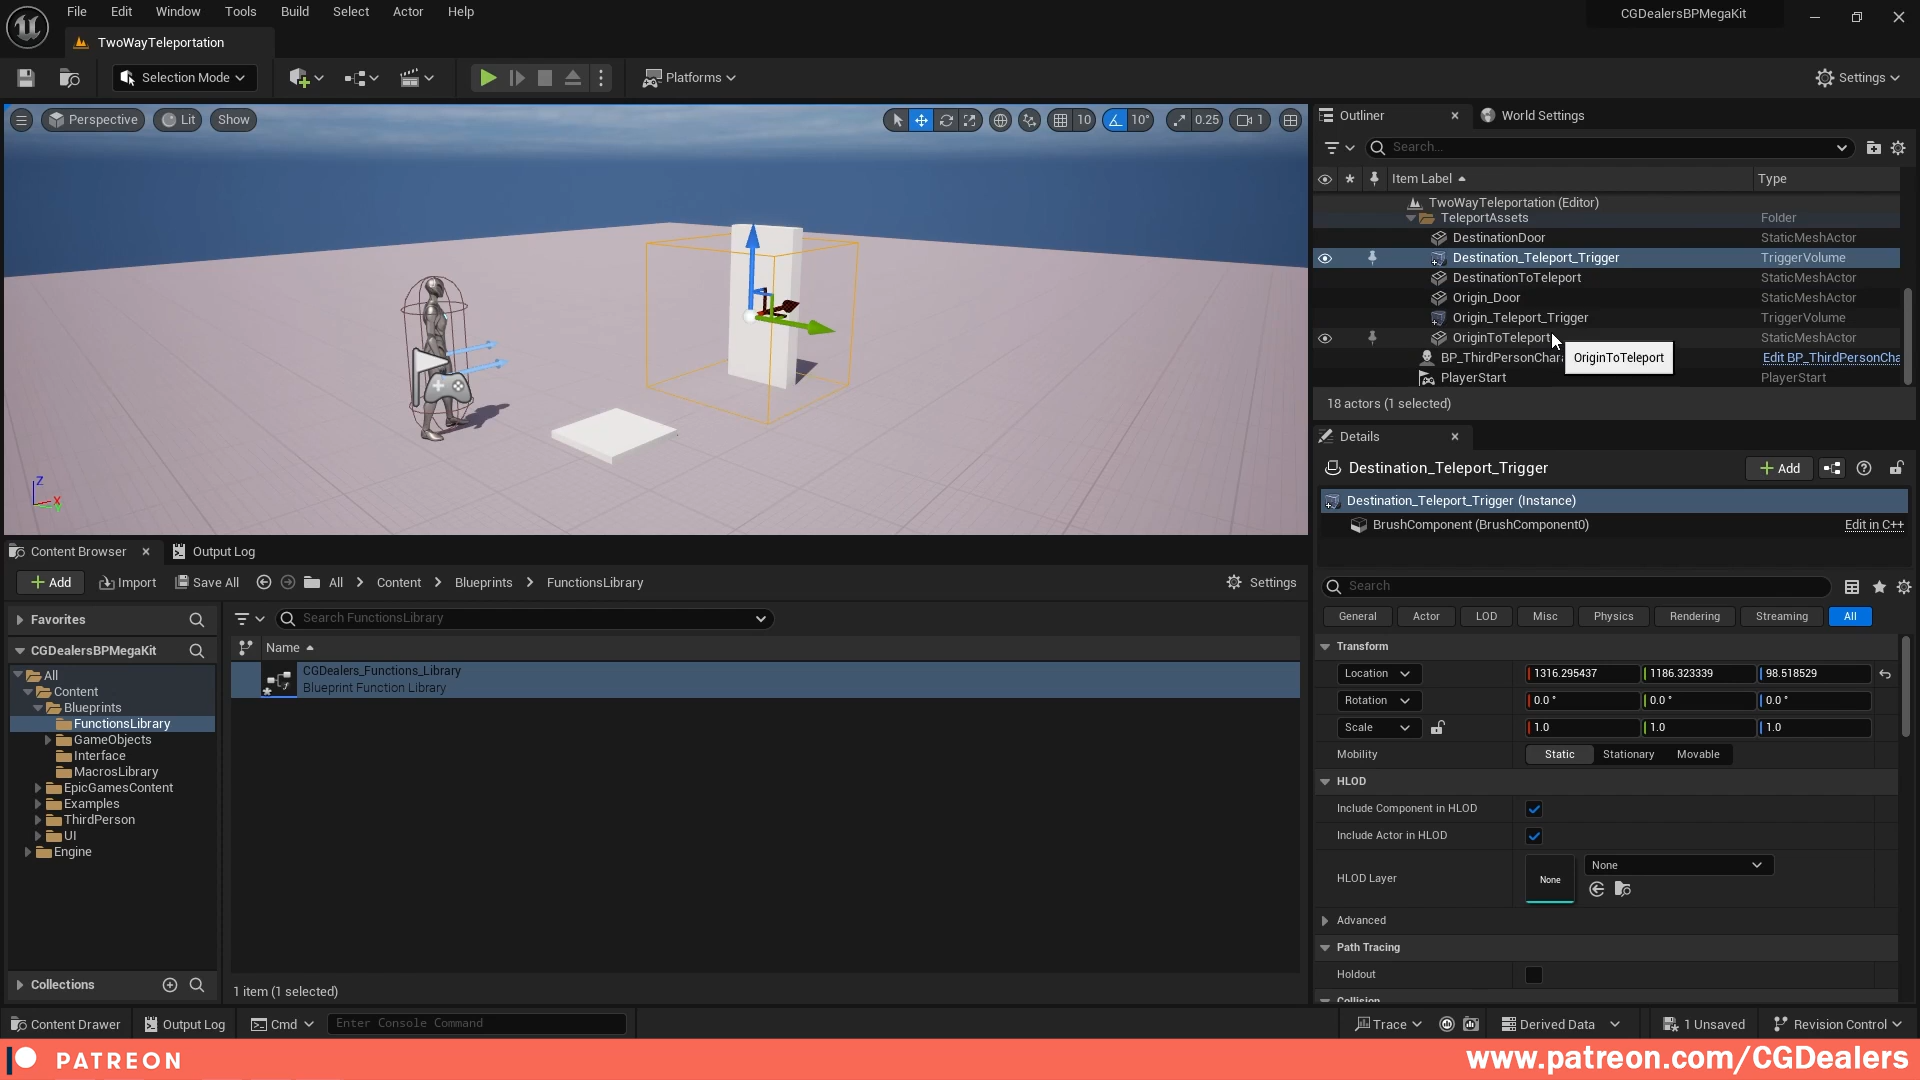 File Edit Window Tools Build Select Actor Help
CGDealersBPMegaKit
TwoWayTeleportation
Selection Mode
Platforms
Settings
Perspective Lit Show
10 10° 0.25 1
Outliner World Settings
Search...
Item Label Type
TwoWayTeleportation (Editor)
TeleportAssets Folder
DestinationDoor StaticMeshActor
Destination_Teleport_Trigger TriggerVolume
DestinationToTeleport StaticMeshActor
Origin_Door StaticMeshActor
Origin_Teleport_Trigger TriggerVolume
OriginToTeleport StaticMeshActor
BP_ThirdPersonChara Edit BP_ThirdPersonCha
OriginToTeleport
PlayerStart PlayerStart
18 actors (1 selected)
Z
X
Details
Destination_Teleport_Trigger
Add
Destination_Teleport_Trigger (Instance)
BrushComponent (BrushComponent0) Edit in C++
Search
General Actor LOD Misc Physics Rendering Streaming All
Transform
Location 1316.295437 1186.323339 98.518529
Rotation 0.0 ° 0.0 ° 0.0 °
Scale 1.0 1.0 1.0
Mobility Static Stationary Movable
HLOD
Include Component in HLOD
Include Actor in HLOD
HLOD Layer None None
Advanced
Path Tracing
Holdout
Collision
Content Browser Output Log
Add Import Save All All Content Blueprints FunctionsLibrary Settings
Favorites
Search FunctionsLibrary
CGDealersBPMegaKit
Name
All
Content
Blueprints
FunctionsLibrary
GameObjects
Interface
MacrosLibrary
EpicGamesContent
Examples
ThirdPerson
UI
Engine
CGDealers_Functions_Library
Blueprint Function Library
Collections
1 item (1 selected)
Content Drawer Output Log Cmd Enter Console Command
Trace Derived Data 1 Unsaved Revision Control
PATREON
www.patreon.com/CGDealers